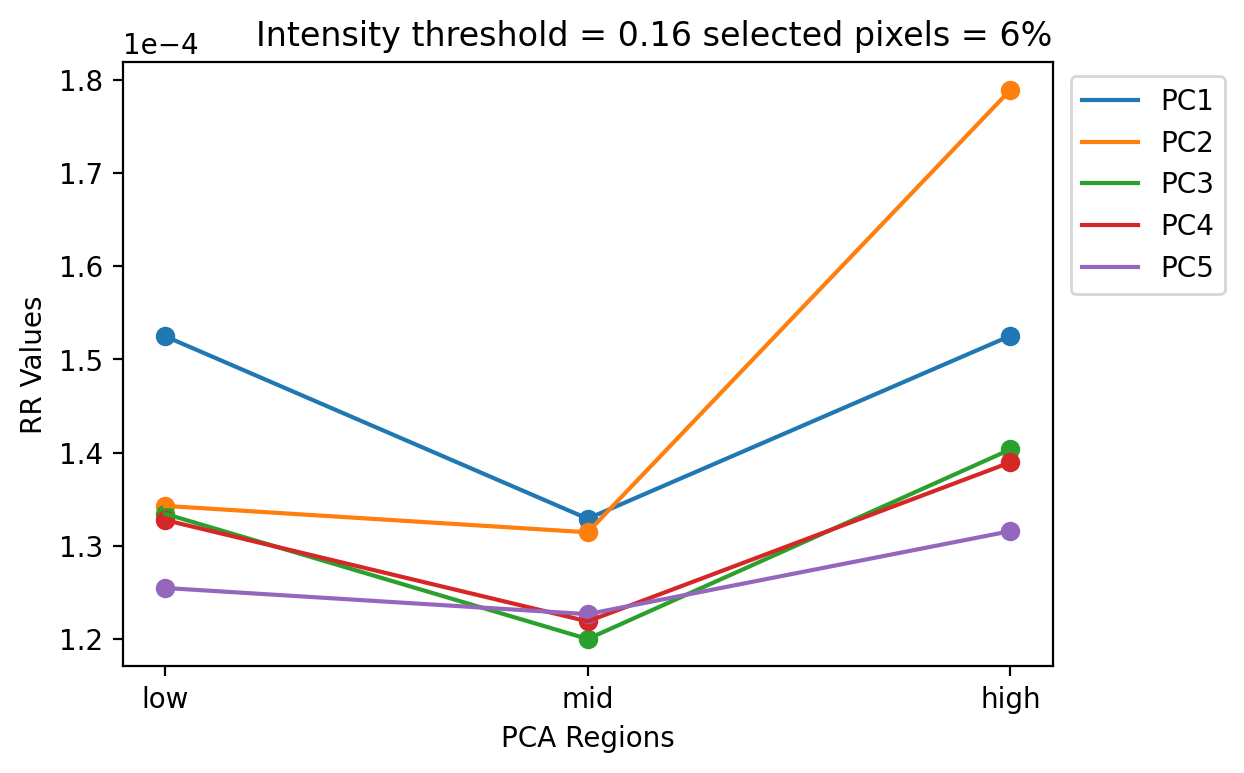 Intensity threshold = 0.16 selected pixels = 6%
1e−4
1.8
1.7
1.6
1.5
1.4
1.3
1.2
RR Values
low
mid
high
PCA Regions
PC1
PC2
PC3
PC4
PC5